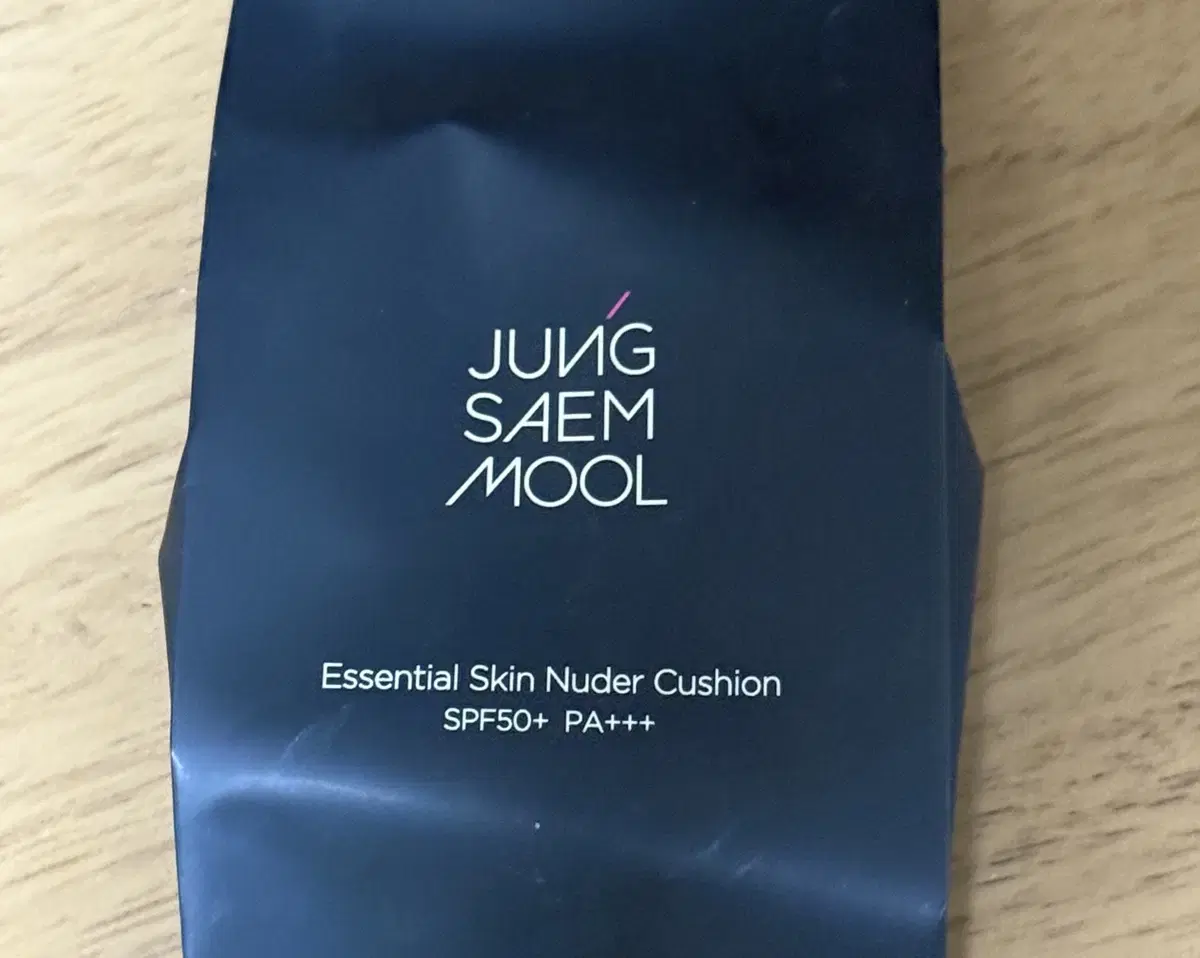 JUNG
SAEM
MOOL
Essential Skin Nuder Cushion
SPF50+ PA+++